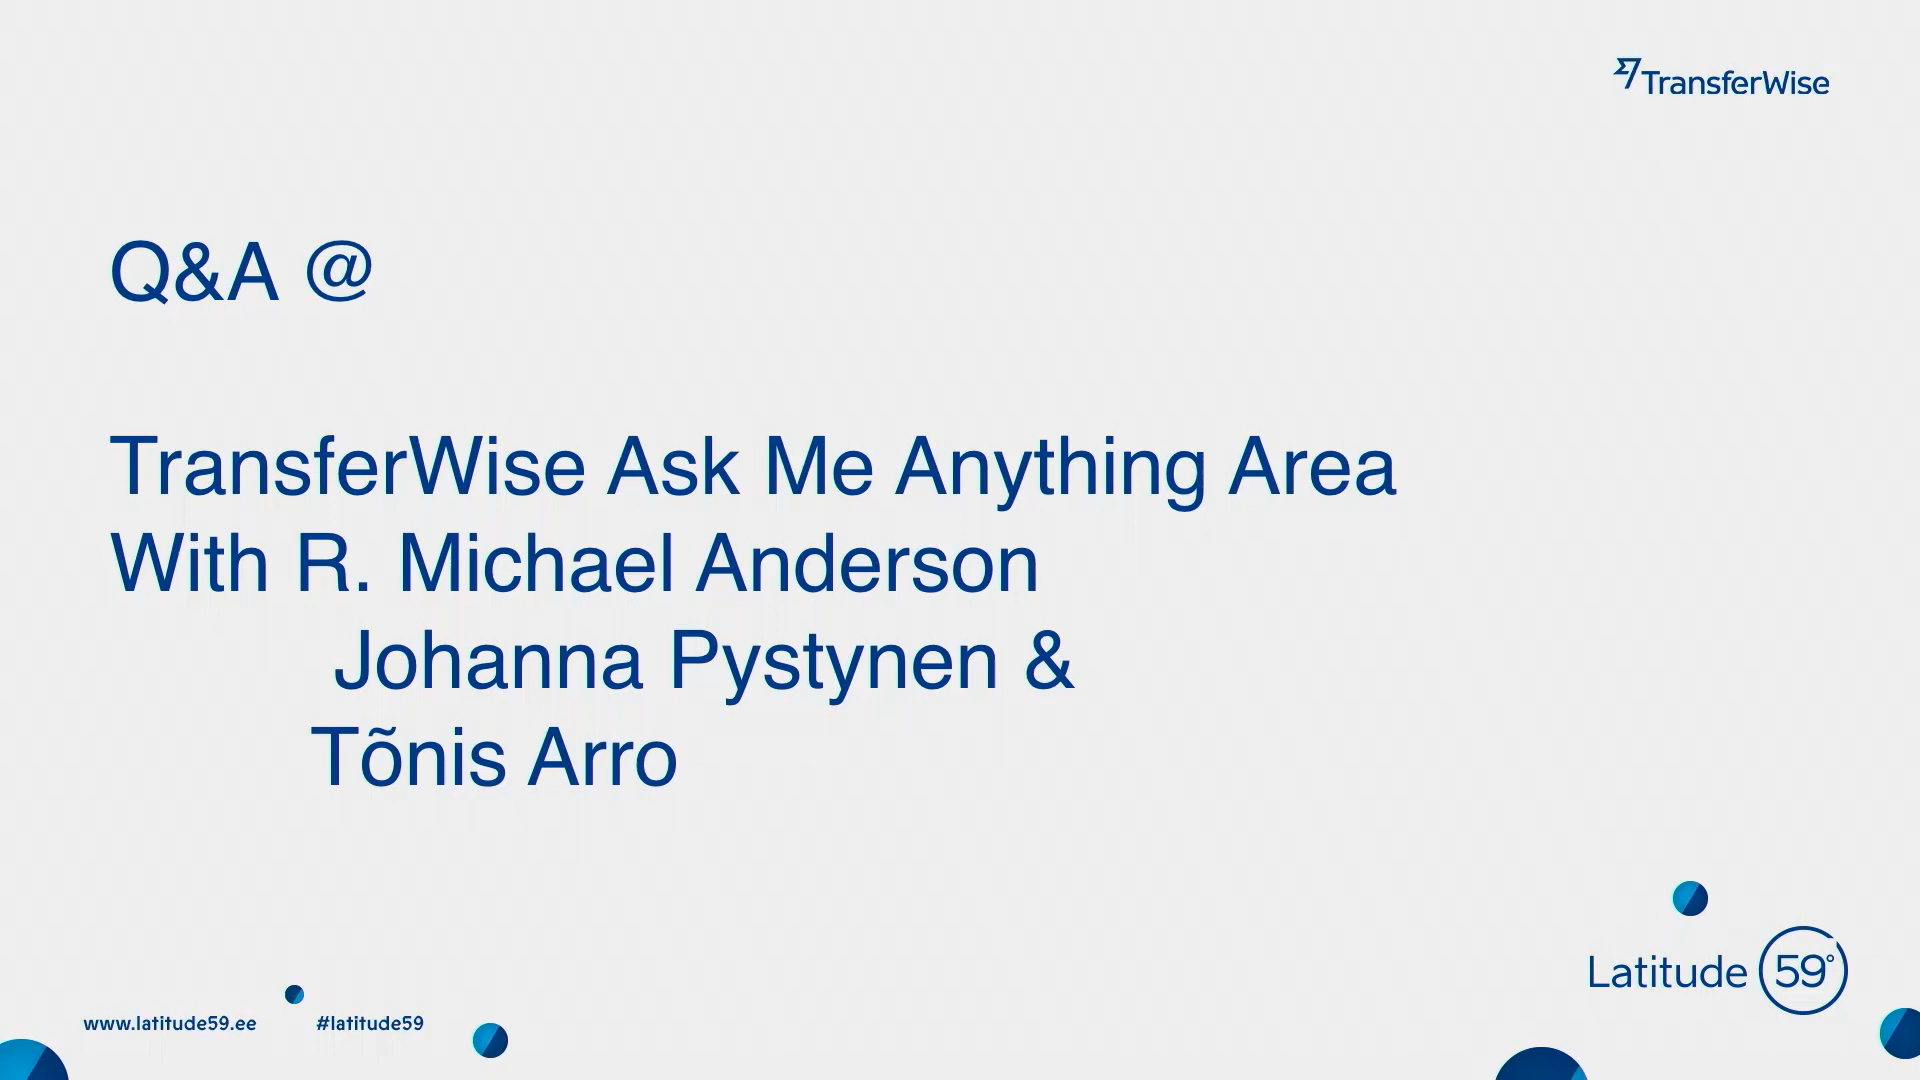 TransferWise
Q&A @
TransferWise Ask Me Anything Area
With R. Michael Anderson
Johanna Pystynen &
Tõnis Arro
Latitude 59°
www.latitude59.ee #latitude59